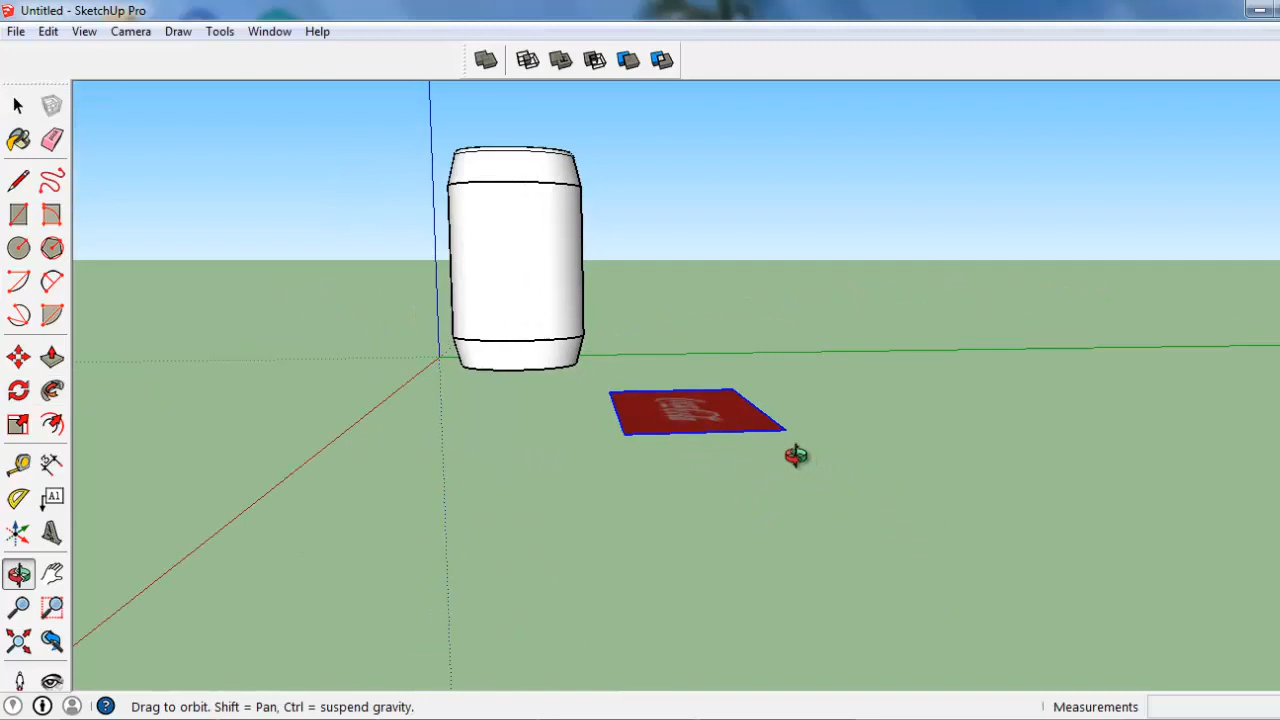 Untitled - SketchUp Pro
File Edit View Camera Draw Tools Window Help
A1
Drag to orbit. Shift = Pan, Ctrl = suspend gravity.
Measurements